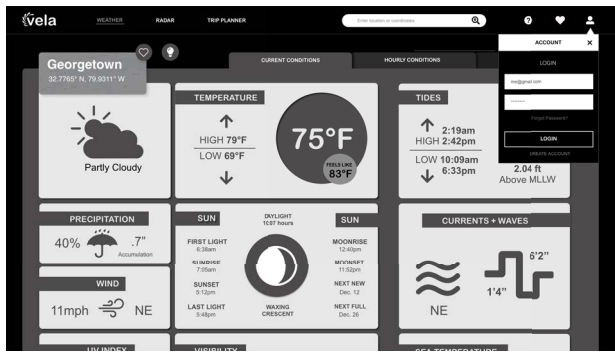 vela
WEATHER
RADAR
TRIP PLANNER
Enter location or coordinates
?
ACCOUNT
X
LOGIN
me@gmail.com
Forgot Password?
LOGIN
CREATE ACCOUNT
Georgetown
32.7765° N, 79.9311° W
CURRENT CONDITIONS
HOURLY CONDITIONS
Partly Cloudy
TEMPERATURE
HIGH 79°F
LOW 69°F
75°F
FEELS LIKE
83°F
TIDES
2:19am
HIGH 2:42pm
LOW 10:09am
6:33pm
2.04 ft
Above MLLW
PRECIPITATION
40%
.7"
Accumulation
WIND
11mph
NE
UV INDEX
SUN
FIRST LIGHT
6:38am
SUNRISE
7:05am
SUNSET
5:12pm
LAST LIGHT
5:48pm
DAYLIGHT
10:07 hours
WAXING
CRESCENT
SUN
MOONRISE
12:40pm
MOONSET
11:52pm
NEXT NEW
Dec. 12
NEXT FULL
Dec. 26
VISIBILITY
CURRENTS + WAVES
NE
1'4"
6'2"
SEA TEMPERATURE